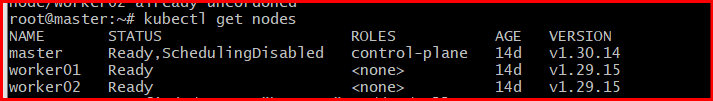 node/worker02 already uncordoned
root@master:~# kubectl get nodes
NAME STATUS ROLES AGE VERSION
master Ready,SchedulingDisabled control-plane 14d v1.30.14
worker01 Ready <none> 14d v1.29.15
worker02 Ready <none> 14d v1.29.15